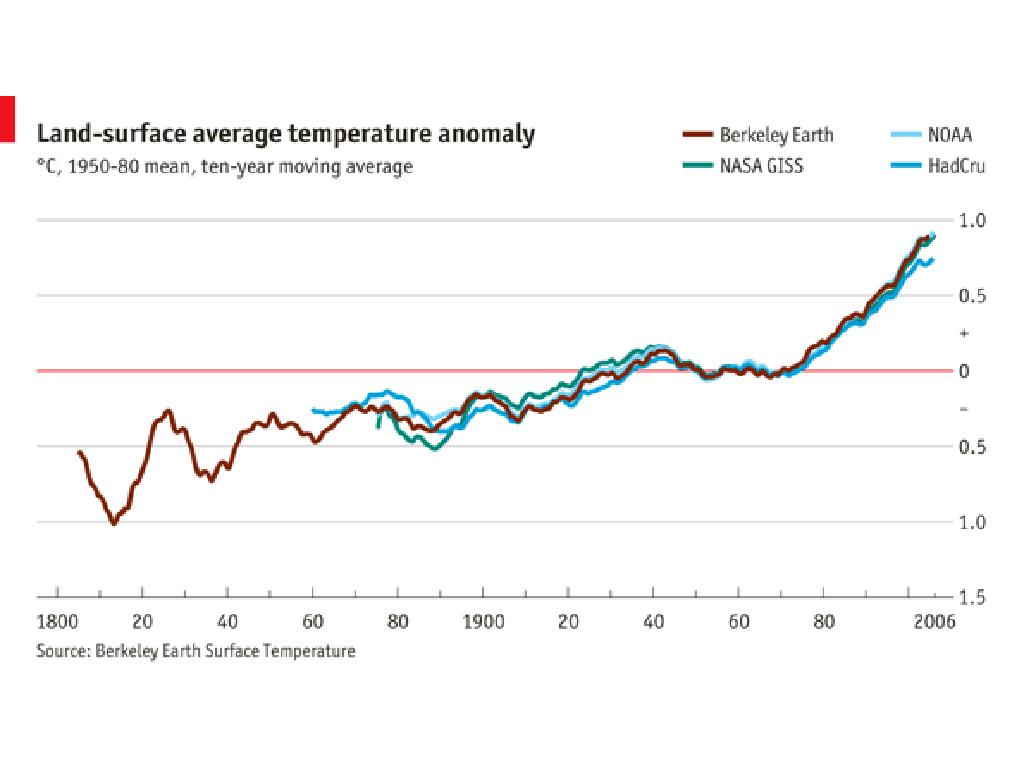 Land-surface average temperature anomaly
°C, 1950-80 mean, ten-year moving average
Berkeley Earth
NOAA
NASA GISS
HadCru
1.0
0.5
+
0
–
0.5
1.0
1.5
1800 20 40 60 80 1900 20 40 60 80 2006
Source: Berkeley Earth Surface Temperature